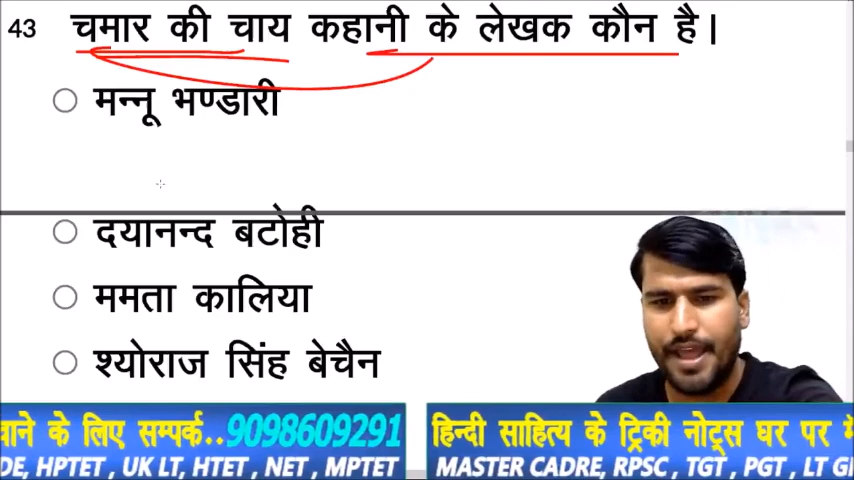 43 चमार की चाय कहानी के लेखक कौन है।
मन्नू भण्डारी
दयानन्द बटोही
ममता कालिया
श्योराज सिंह बेचैन
वाने के लिए सम्पर्क..9098609291
हिन्दी साहित्य के ट्रिकी नोट्स घर पर
DE, HPTET, UK LT, HTET, NET, MPTET
MASTER CADRE, RPSC, TGT, PGT, LT